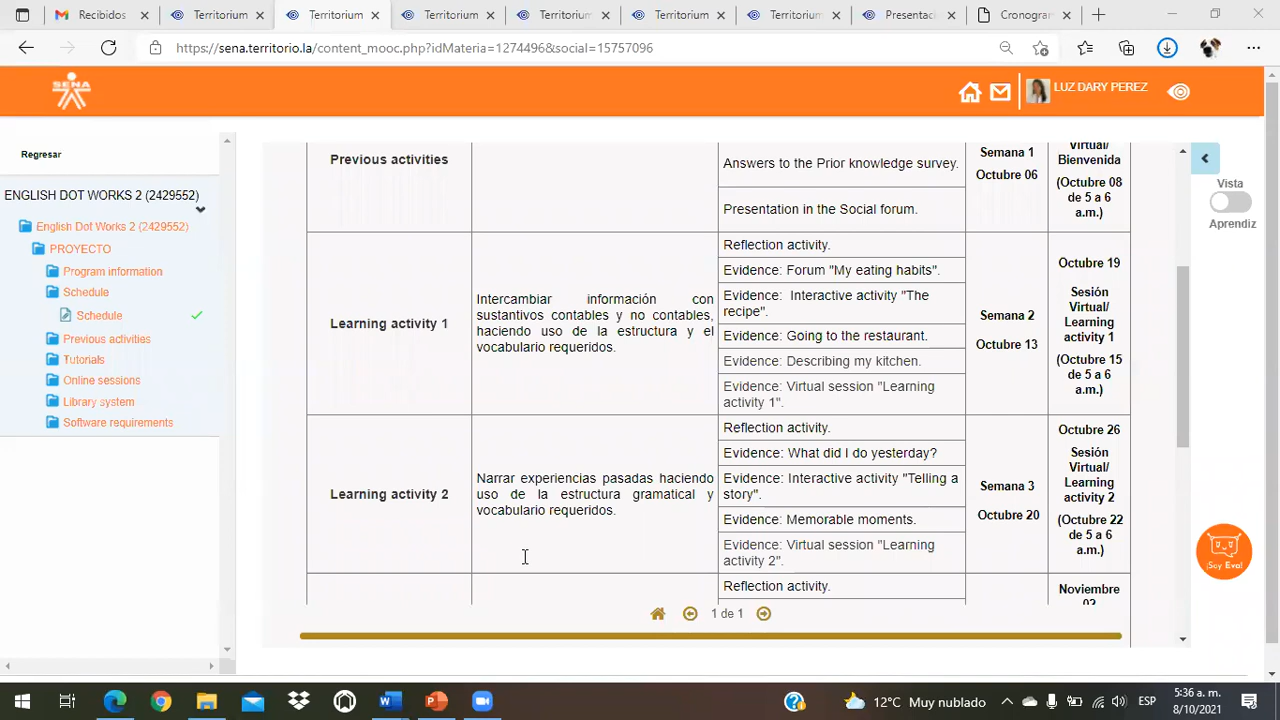 Recibidos
Territorium
Territorium
Territorium
Territorium
Territorium
Territorium
Presentac
Cronogram
https://sena.territorio.la/content_mooc.php?idMateria=1274496&social=15757096
SENA
LUZ DARY PEREZ
Regresar
ENGLISH DOT WORKS 2 (2429552)
English Dot Works 2 (2429552)
PROYECTO
Program information
Schedule
Schedule
Previous activities
Tutorials
Online sessions
Library system
Software requirements
Previous activities
Answers to the Prior knowledge survey.
Presentation in the Social forum.
Semana 1
Octubre 06
Virtual/
Bienvenida
(Octubre 08
de 5 a 6
a.m.)
Learning activity 1
Intercambiar información con
sustantivos contables y no contables,
haciendo uso de la estructura y el
vocabulario requeridos.
Reflection activity.
Evidence: Forum "My eating habits".
Evidence: Interactive activity "The
recipe".
Evidence: Going to the restaurant.
Evidence: Describing my kitchen.
Evidence: Virtual session "Learning
activity 1".
Semana 2
Octubre 13
Octubre 19
Sesión
Virtual/
Learning
activity 1
(Octubre 15
de 5 a 6
a.m.)
Learning activity 2
Narrar experiencias pasadas haciendo
uso de la estructura gramatical y
vocabulario requeridos.
Reflection activity.
Evidence: What did I do yesterday?
Evidence: Interactive activity "Telling a
story".
Evidence: Memorable moments.
Evidence: Virtual session "Learning
activity 2".
Semana 3
Octubre 20
Octubre 26
Sesión
Virtual/
Learning
activity 2
(Octubre 22
de 5 a 6
a.m.)
Reflection activity.
Noviembre
02
1 de 1
Vista
Aprendiz
¡Soy Eva!
12°C Muy nublado
ESP
5:36 a. m.
8/10/2021